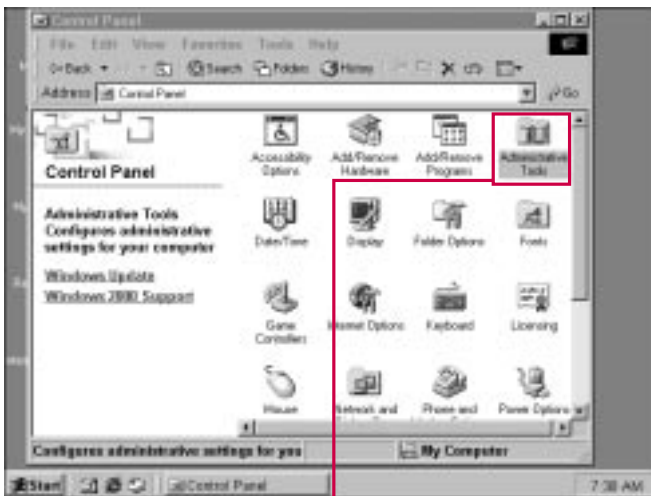 Control Panel
File Edit View Favorites Tools Help
Back Search Folders History
Address Control Panel Go
Control Panel
Administrative Tools
Configures administrative
settings for your computer
Windows Update
Windows 2000 Support
Accessibility Options
Add/Remove Hardware
Add/Remove Programs
Administrative Tools
Date/Time
Display
Folder Options
Fonts
Game Controllers
Internet Options
Keyboard
Licensing
Mouse
Network and
Phone and
Power Options
Configures administrative settings for you
My Computer
Start
Control Panel
7:38 AM